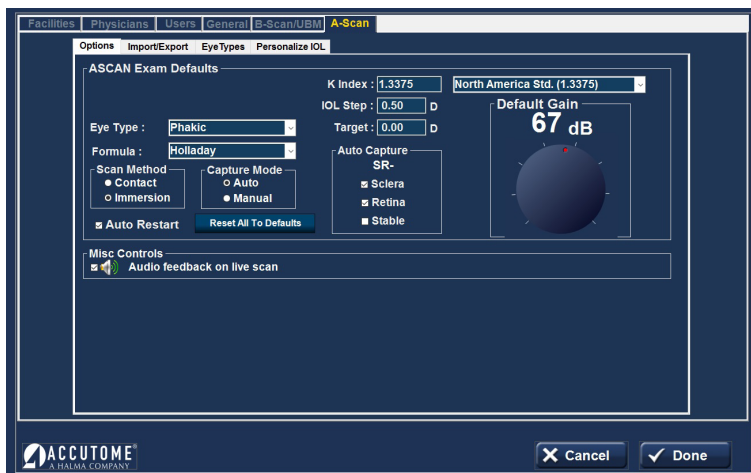 Facilities Physicians Users General B-Scan/UBM A-Scan
Options Import/Export EyeTypes Personalize IOL
ASCAN Exam Defaults
K Index : 1.3375 North America Std. (1.3375)
IOL Step : 0.50 D
Target : 0.00 D
Default Gain
67 dB
Eye Type : Phakic
Formula : Holladay
Scan Method
Contact
Immersion
Capture Mode
Auto
Manual
Auto Capture
SR-
Sclera
Retina
Stable
Auto Restart
Reset All To Defaults
Misc Controls
Audio feedback on live scan
ACCUTOME
A HALMA COMPANY
Cancel
Done